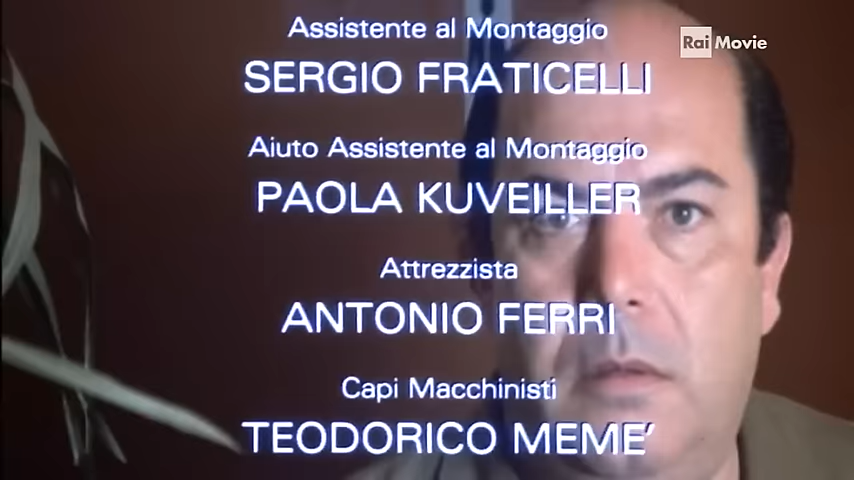 Assistente al Montaggio
Rai Movie
SERGIO FRATICELLI
Aiuto Assistente al Montaggio
PAOLA KUVEILLER
Attrezzista
ANTONIO FERRI
Capi Macchinisti
TEODORICO MEME'